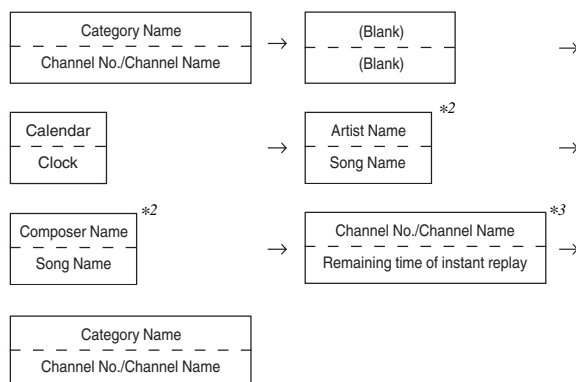 Category Name
Channel No./Channel Name
→
(Blank)
(Blank)
→
Calendar
Clock
→
Artist Name
Song Name
*2
→
Composer Name
Song Name
*2
→
Channel No./Channel Name
Remaining time of instant replay
*3
→
Category Name
Channel No./Channel Name